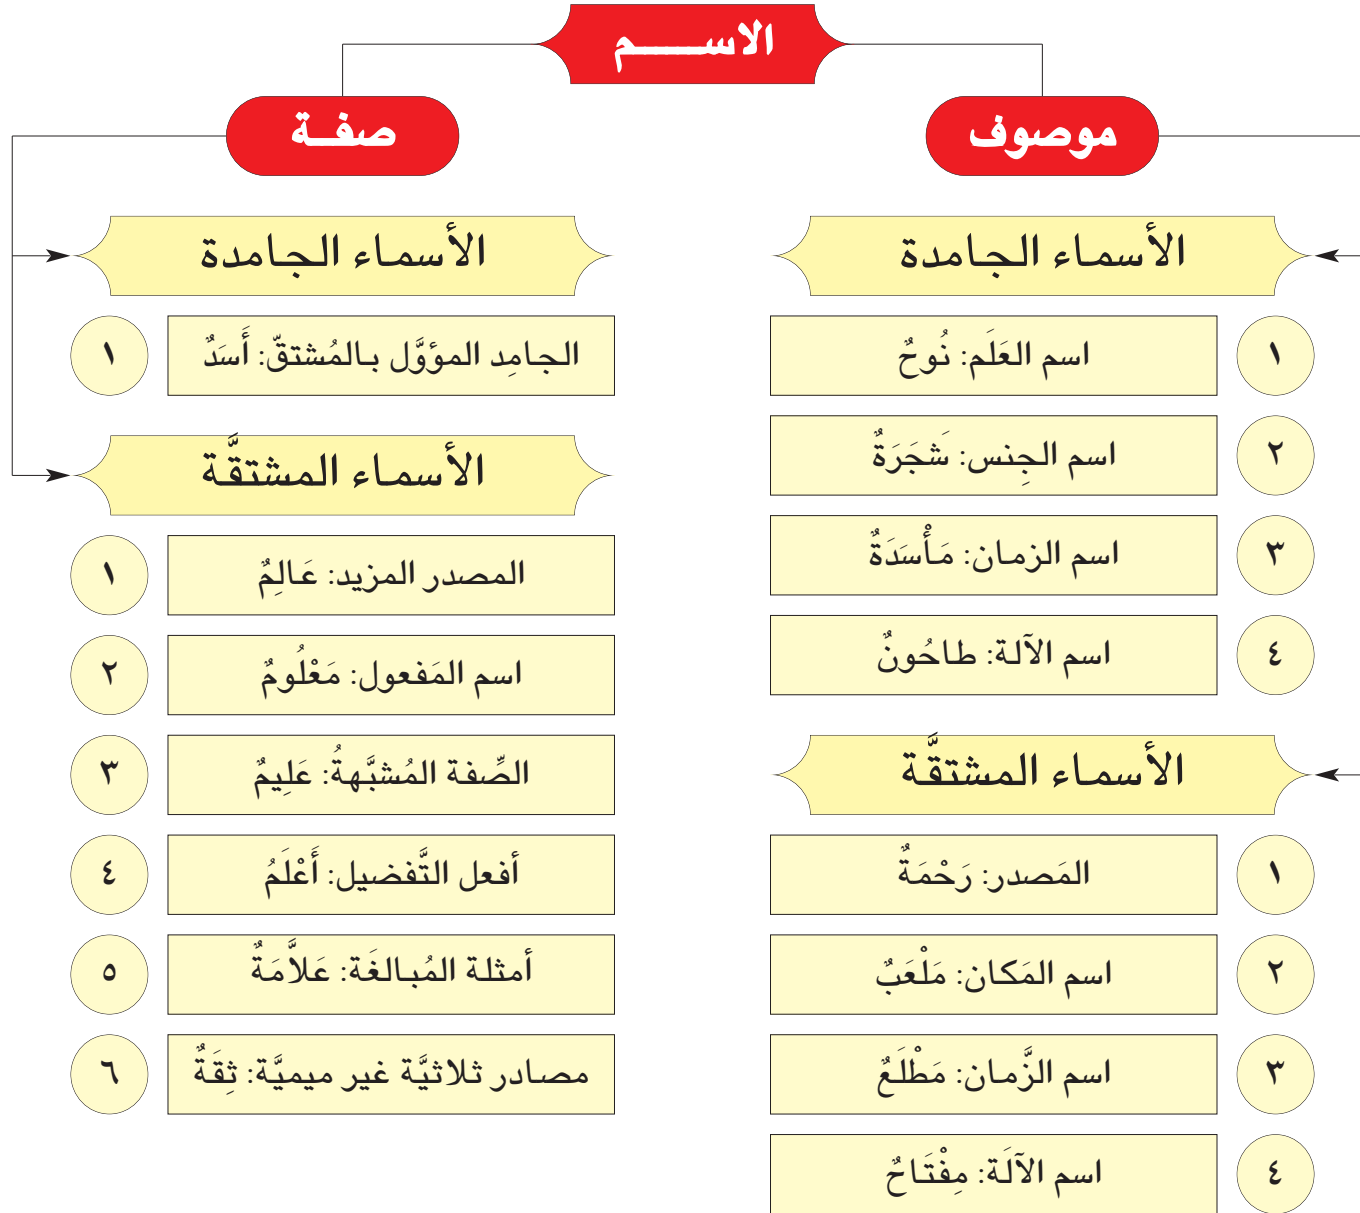 الاسم
موصوف
الأسماء الجامدة
١ اسم العَلَم: نُوحٌ
٢ اسم الجِنس: شَجَرَةٌ
٣ اسم الزمان: مَأْسَدَةٌ
٤ اسم الآلة: طاحُونٌ
الأسماء المشتقَّة
١ المَصدر: رَحْمَةٌ
٢ اسم المَكان: مَلْعَبٌ
٣ اسم الزَّمان: مَطْلَعٌ
٤ اسم الآلَة: مِفْتَاحٌ
صفة
الأسماء الجامدة
١ الجامِد المؤوَّل بالمُشتقّ: أَسَدٌ
الأسماء المشتقَّة
١ المصدر المزيد: عَالِمٌ
٢ اسم المَفعول: مَعْلُومٌ
٣ الصِّفة المُشبَّهةُ: عَلِيمٌ
٤ أفعل التَّفضيل: أَعْلَمُ
٥ أمثلة المُبالغَة: عَلاَّمَةٌ
٦ مصادر ثلاثيَّة غير ميميَّة: ثِقَةٌ